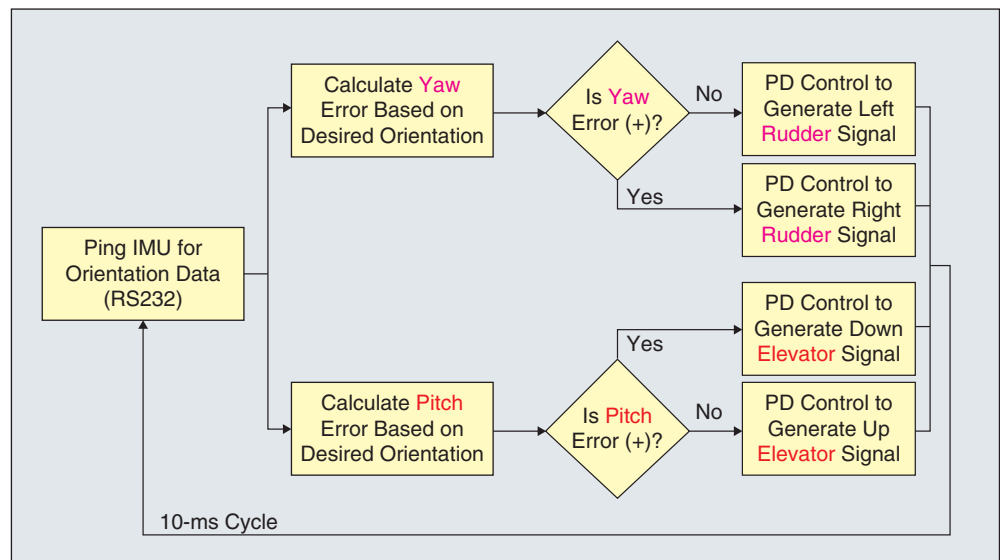 Calculate Yaw
Error Based on
Desired Orientation
Is Yaw
Error (+)?
No
PD Control to
Generate Left
Rudder Signal
Yes
PD Control to
Generate Right
Rudder Signal
Ping IMU for
Orientation Data
(RS232)
Yes
PD Control to
Generate Down
Elevator Signal
Calculate Pitch
Error Based on
Desired Orientation
Is Pitch
Error (+)?
No
PD Control to
Generate Up
Elevator Signal
10-ms Cycle